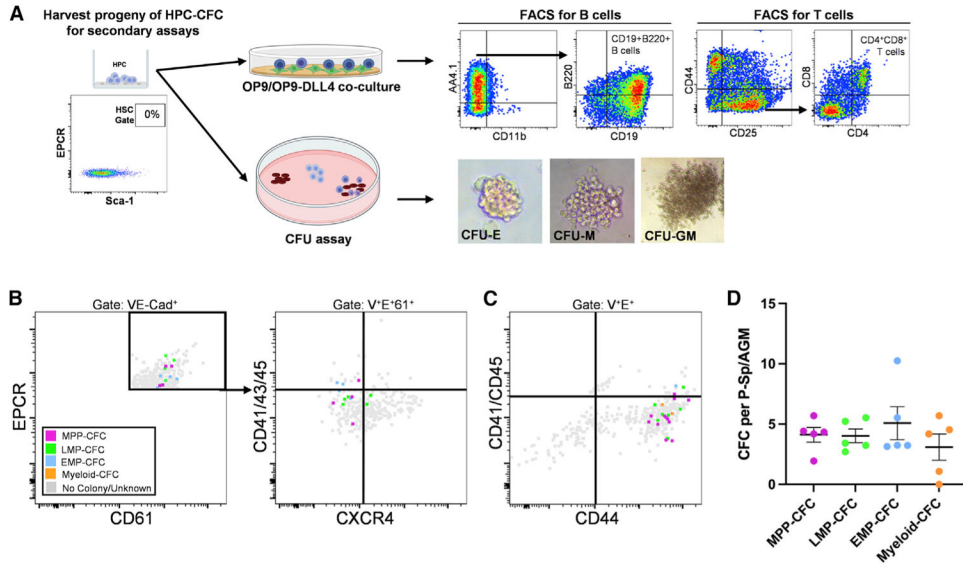 A
Harvest progeny of HPC-CFC
for secondary assays
HPC
HSC
Gate
0%
EPCR
Sca-1
OP9/OP9-DLL4 co-culture
CFU assay
FACS for B cells
AA4.1
CD11b
CD19+B220+
B cells
B220
CD19
FACS for T cells
CD44
CD25
CD4⁺CD8⁺
T cells
CD8
CD4
CFU-E
CFU-M
CFU-GM
B
Gate: VE-Cad⁺
EPCR
CD61
MPP-CFC
LMP-CFC
EMP-CFC
Myeloid-CFC
No Colony/Unknown
Gate: V⁺E⁺61⁺
CD41/43/45
CXCR4
C
Gate: V⁺E⁺
CD41/CD45
CD44
D
CFC per P-Sp/AGM
15
10
5
0
MPP-CFC
LMP-CFC
EMP-CFC
Myeloid-CFC